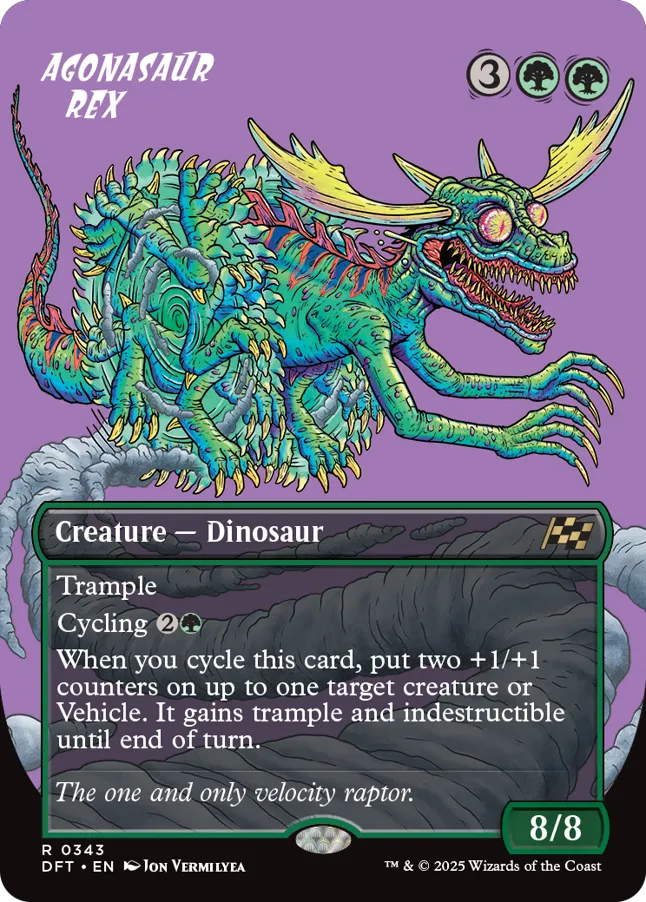 AGONASAUR
REX
3
Creature — Dinosaur
Trample
Cycling 2
When you cycle this card, put two +1/+1
counters on up to one target creature or
Vehicle. It gains trample and indestructible
until end of turn.
The one and only velocity raptor.
8/8
R 0343
DFT • EN Jon Vermilyea
™ & © 2025 Wizards of the Coast